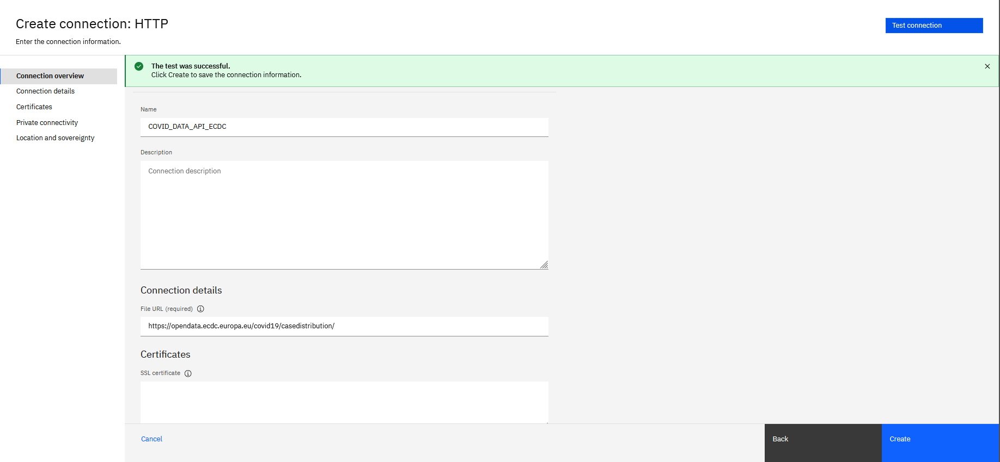 Create connection: HTTP
Enter the connection information.
Test connection
Connection overview
Connection details
Certificates
Private connectivity
Location and sovereignty
The test was successful.
Click Create to save the connection information.
Name
COVID_DATA_API_ECDC
Description
Connection description
Connection details
File URL (required)
https://opendata.ecdc.europa.eu/covid19/casedistribution/
Certificates
SSL certificate
Cancel
Back
Create